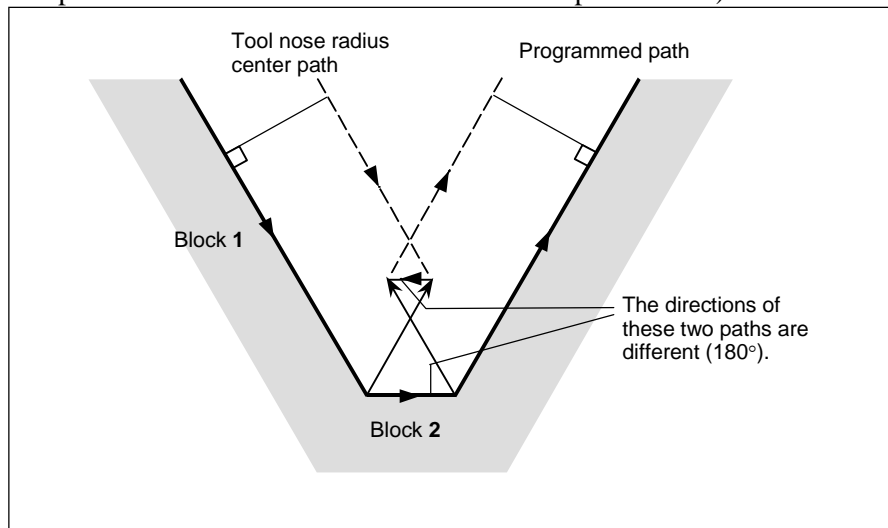 Tool nose radius
center path
Programmed path
Block 1
The directions of
these two paths are
different (180°).
Block 2